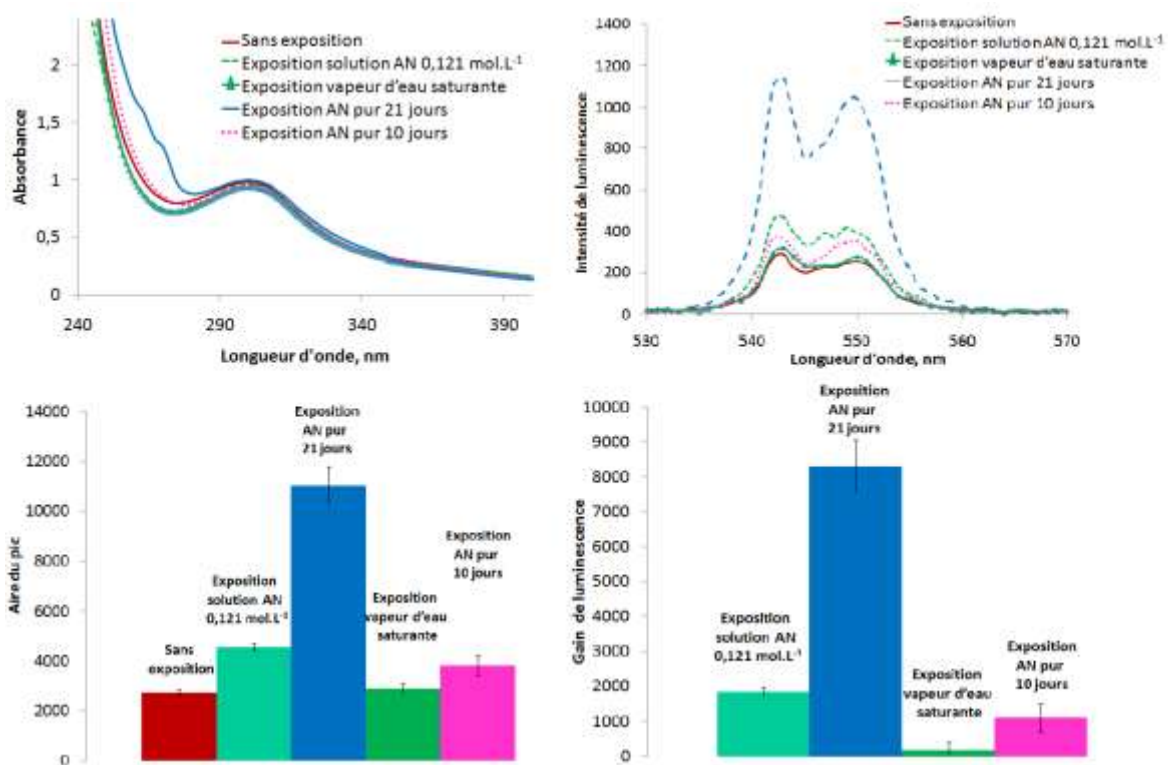 2
1,5
1
0,5
0
240
290
340
390
Absorbance
Longueur d'onde, nm
Sans exposition
Exposition solution AN 0,121 mol.L⁻¹
Exposition vapeur d'eau saturante
Exposition AN pur 21 jours
Exposition AN pur 10 jours
1400
1200
1000
800
600
400
200
0
530
540
550
560
570
Intensité de luminescence
Longueur d'onde, nm
Sans exposition
Exposition solution AN 0,121 mol.L⁻¹
Exposition vapeur d'eau saturante
Exposition AN pur 21 jours
Exposition AN pur 10 jours
14000
12000
10000
8000
6000
4000
2000
0
Aire du pic
Sans
exposition
Exposition
solution AN
0,121 mol.L⁻¹
Exposition
AN pur
21 jours
Exposition
vapeur d'eau
saturante
Exposition
AN pur
10 jours
10000
9000
8000
7000
6000
5000
4000
3000
2000
1000
0
Gain de luminescence
Exposition
solution AN
0,121 mol.L⁻¹
Exposition
AN pur
21 jours
Exposition
vapeur d'eau
saturante
Exposition
AN pur
10 jours